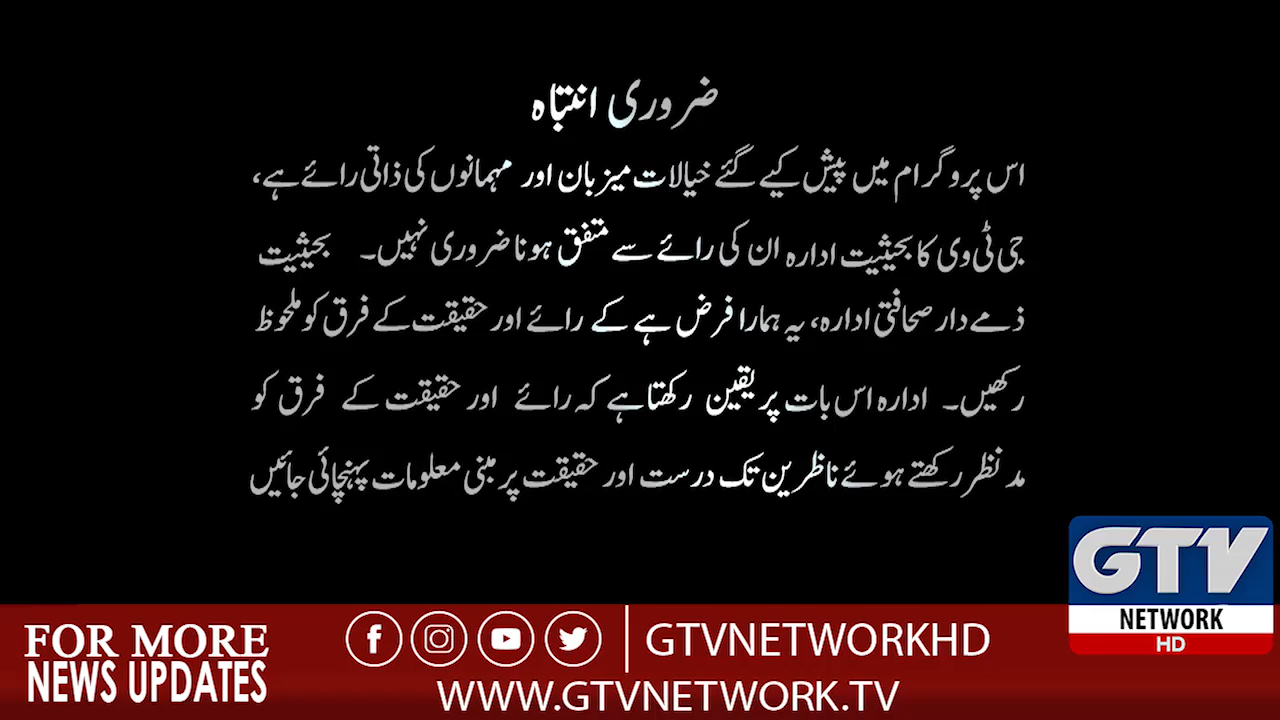 ضروری انتباہ
اس پروگرام میں پیش کیے گئے خیالات میزبان اور مہمانوں کی ذاتی رائے ہے،
جی ٹی وی کا بحیثیت ادارہ ان کی رائے سے متفق ہونا ضروری نہیں۔ بحیثیت
ذمے دار صحافتی ادارہ، یہ ہمارا فرض ہے کے رائے اور حقیقت کے فرق کو ملحوظ
رکھیں۔ ادارہ اس بات پر یقین رکھتا ہے کہ رائے اور حقیقت کے فرق کو
مد نظر رکھتے ہوئے ناظرین تک درست اور حقیقت پر مبنی معلومات پہنچائی جائیں
GTV
NETWORK
HD
FOR MORE
NEWS UPDATES
GTVNETWORKHD
WWW.GTVNETWORK.TV